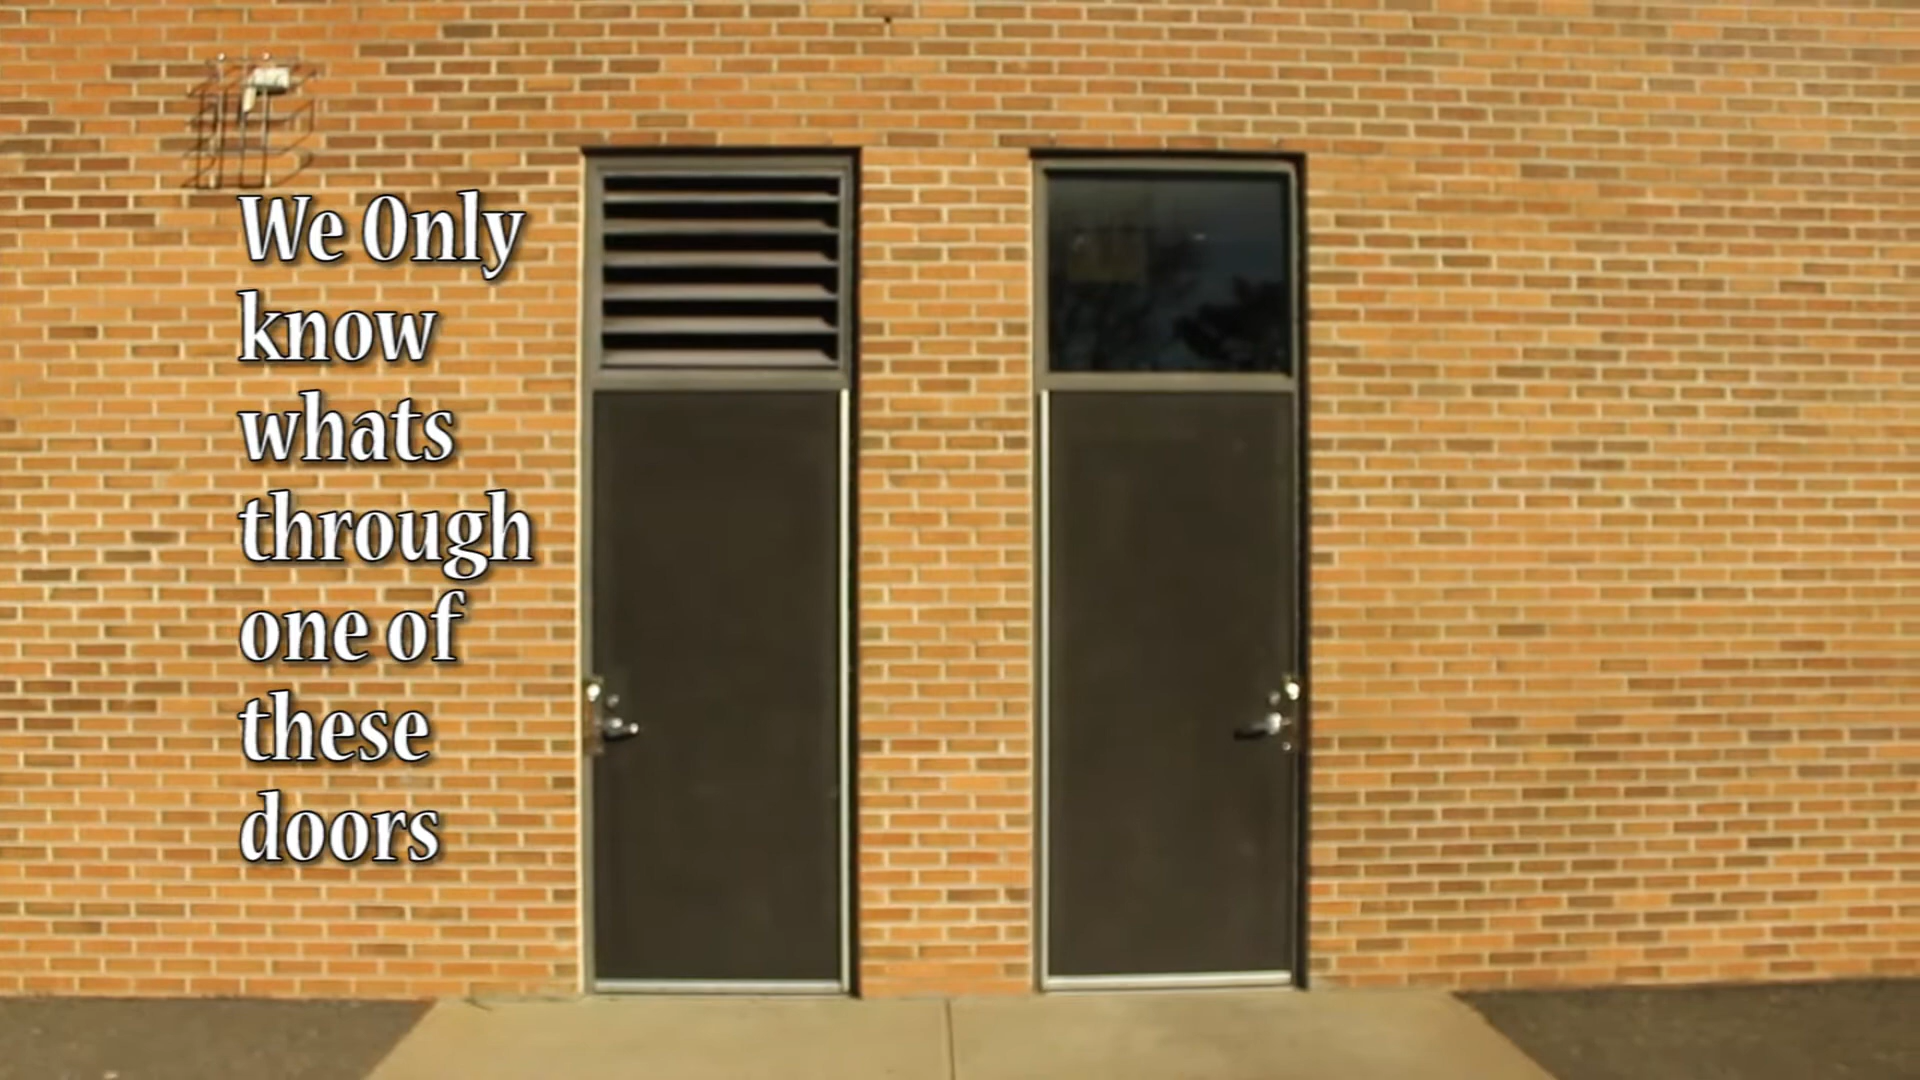 We Only
know
whats
through
one of
these
doors